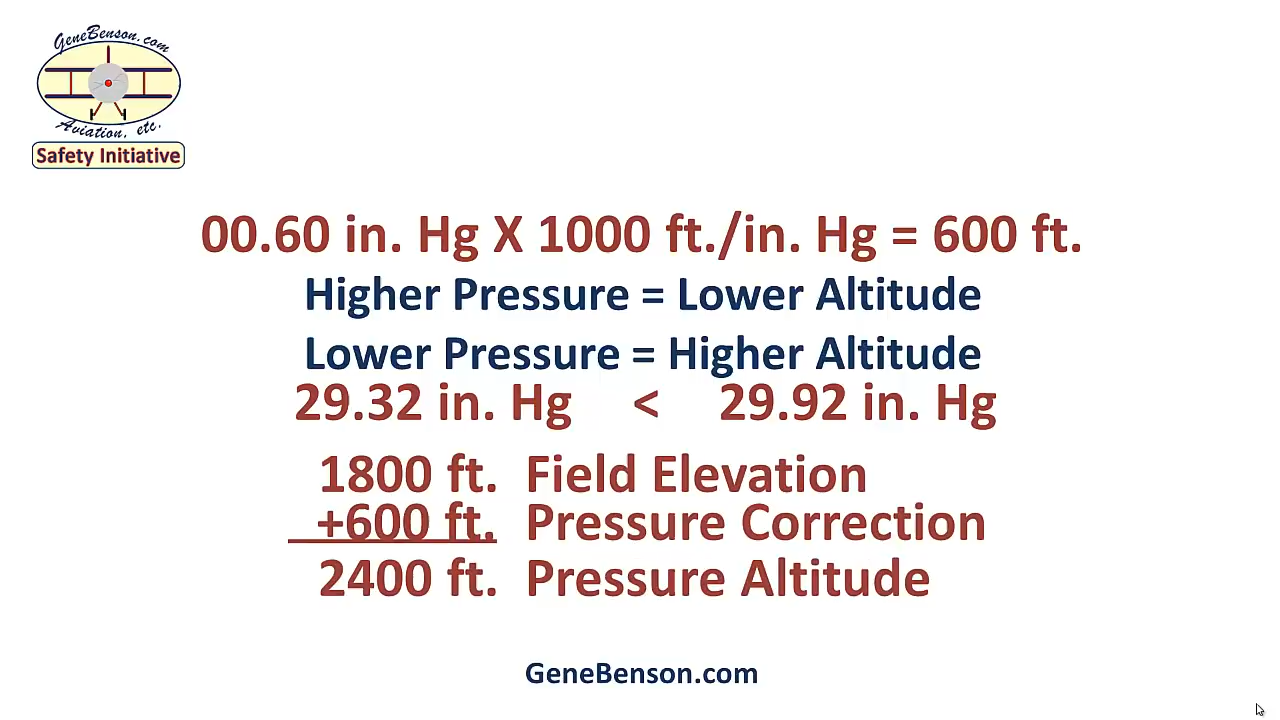 GeneBenson.com
Aviation, etc.
Safety Initiative
00.60 in. Hg X 1000 ft./in. Hg = 600 ft.
Higher Pressure = Lower Altitude
Lower Pressure = Higher Altitude
29.32 in. Hg < 29.92 in. Hg
1800 ft. Field Elevation
+600 ft. Pressure Correction
2400 ft. Pressure Altitude
GeneBenson.com